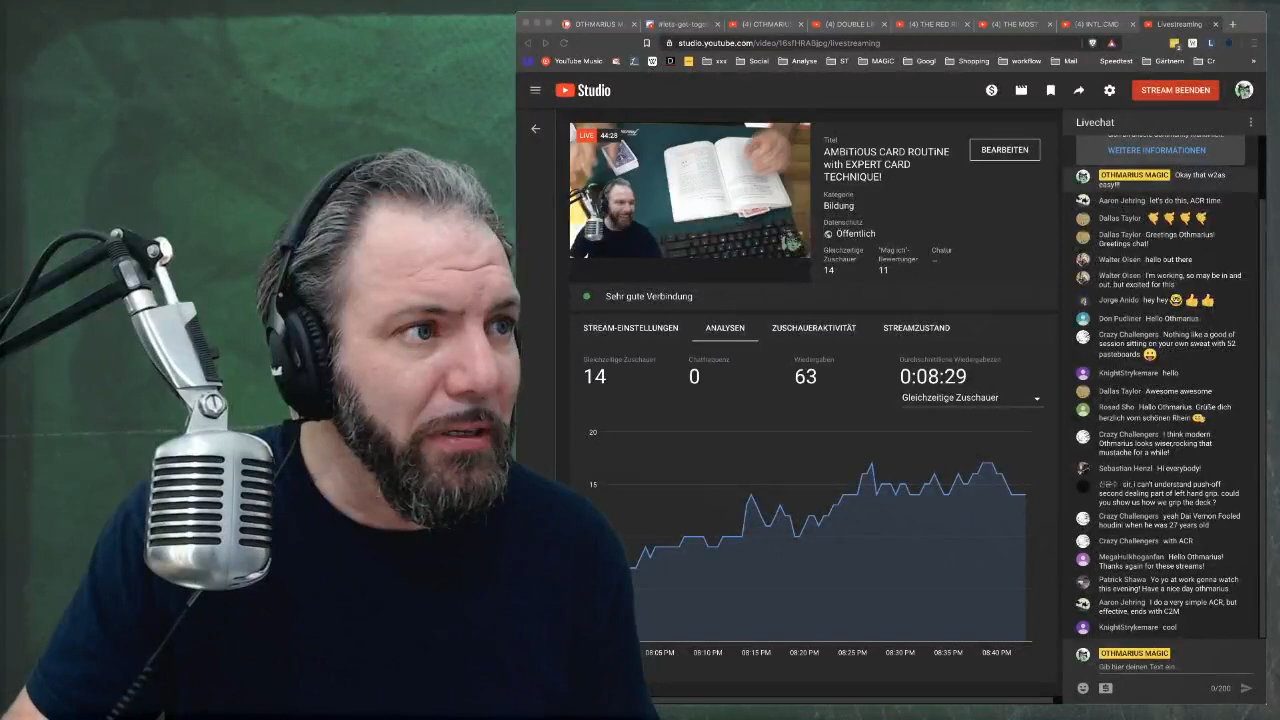 OTHMARIUS M
#lets-get-toge
(4) OTHMARIU
(4) DOUBLE LI
(4) THE RED R
(4) THE MOST
(4) INTL:CMD
Livestreaming
studio.youtube.com/video/16sfHRA8jpg/livestreaming
YouTube Music
xxx
Social
Analyse
ST
MAGiC
Googl
Shopping
workflow
Mail
Speedtest
Gärtnern
Cr
Studio
STREAM BEENDEN
LIVE 44:28
Titel
AMBiTiOUS CARD ROUTiNE
with EXPERT CARD
TECHNiQUE!
BEARBEITEN
Kategorie
Bildung
Datenschutz
Öffentlich
Gleichzeitige
Zuschauer
14
"Mag ich"-
Bewertungen
11
Chatur
Sehr gute Verbindung
STREAM-EINSTELLUNGEN
ANALYSEN
ZUSCHAUERAKTIVITÄT
STREAMZUSTAND
Gleichzeitige Zuschauer
14
Chatfrequenz
0
Wiedergaben
63
Durchschnittliche Wiedergabezeit
0:08:29
Gleichzeitige Zuschauer
20
15
08:05 PM
08:10 PM
08:15 PM
08:20 PM
08:25 PM
08:30 PM
08:35 PM
08:40 PM
Livechat
WEITERE INFORMATIONEN
OTHMARIUS MAGIC Okay that w2as
easy!!!
Aaron Jehring let's do this, ACR time.
Dallas Taylor
Dallas Taylor Greetings Othmarius!
Greetings chat!
Walter Olsen hello out there
Walter Olsen I'm working, so may be in and
out, but excited for this
Jorge Anido hey hey
Don Pudliner Hello Othmarius
Crazy Challengers Nothing like a good ol
session sitting on your own sweat with 52
pasteboards
KnightStrykemare hello
Dallas Taylor Awesome awesome
Rosad Sho Hallo Othmarius. Grüße dich
herzlich vom schönen Rhein
Crazy Challengers I think modern
Othmarius looks wiser,rocking that
mustache for a while!
Sebastian Henzl Hi everybody!
sir, i can't understand push-off
second dealing part of left hand grip. could
you show us how we grip the deck ?
Crazy Challengers yeah Dai Vernon Fooled
houdini when he was 27 years old
Crazy Challengers with ACR
MegaHulkhoganfan Hello Othmarius!
Thanks again for these streams!
Patrick Shawa Yo yo at work gonna watch
this evening! Have a nice day othmarius
Aaron Jehring I do a very simple ACR, but
effective, ends with C2M
KnightStrykemare cool
OTHMARIUS MAGIC
Gib hier deinen Text ein...
0/200